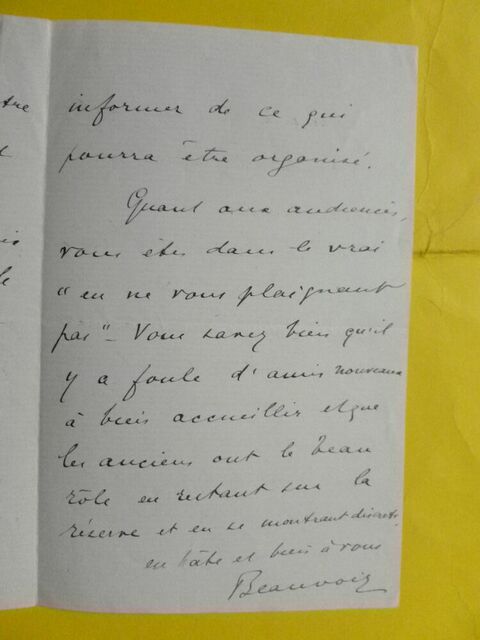 tre
informer de ce qui
pourra être organisé.
Quant aux audiences,
vous êtes dans le vrai
"en ne vous plaignant
pas" – Vous savez bien qu'il
y a foule d'amis nouveaux
à bien accueillir et que
les anciens ont le beau
rôle en restant sur la
réserve et en se montrant discrets.
en hâte et bien à vous